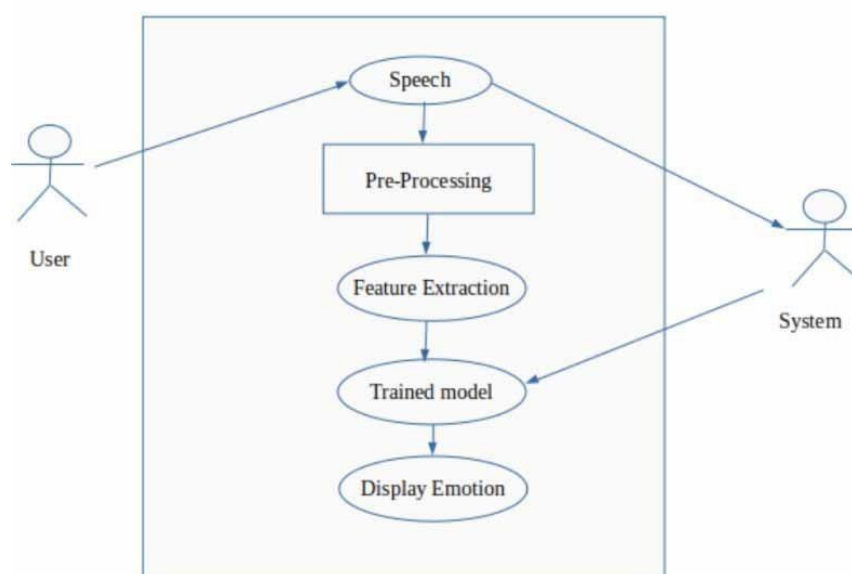 Speech
Pre-Processing
User
Feature Extraction
System
Trained model
Display Emotion